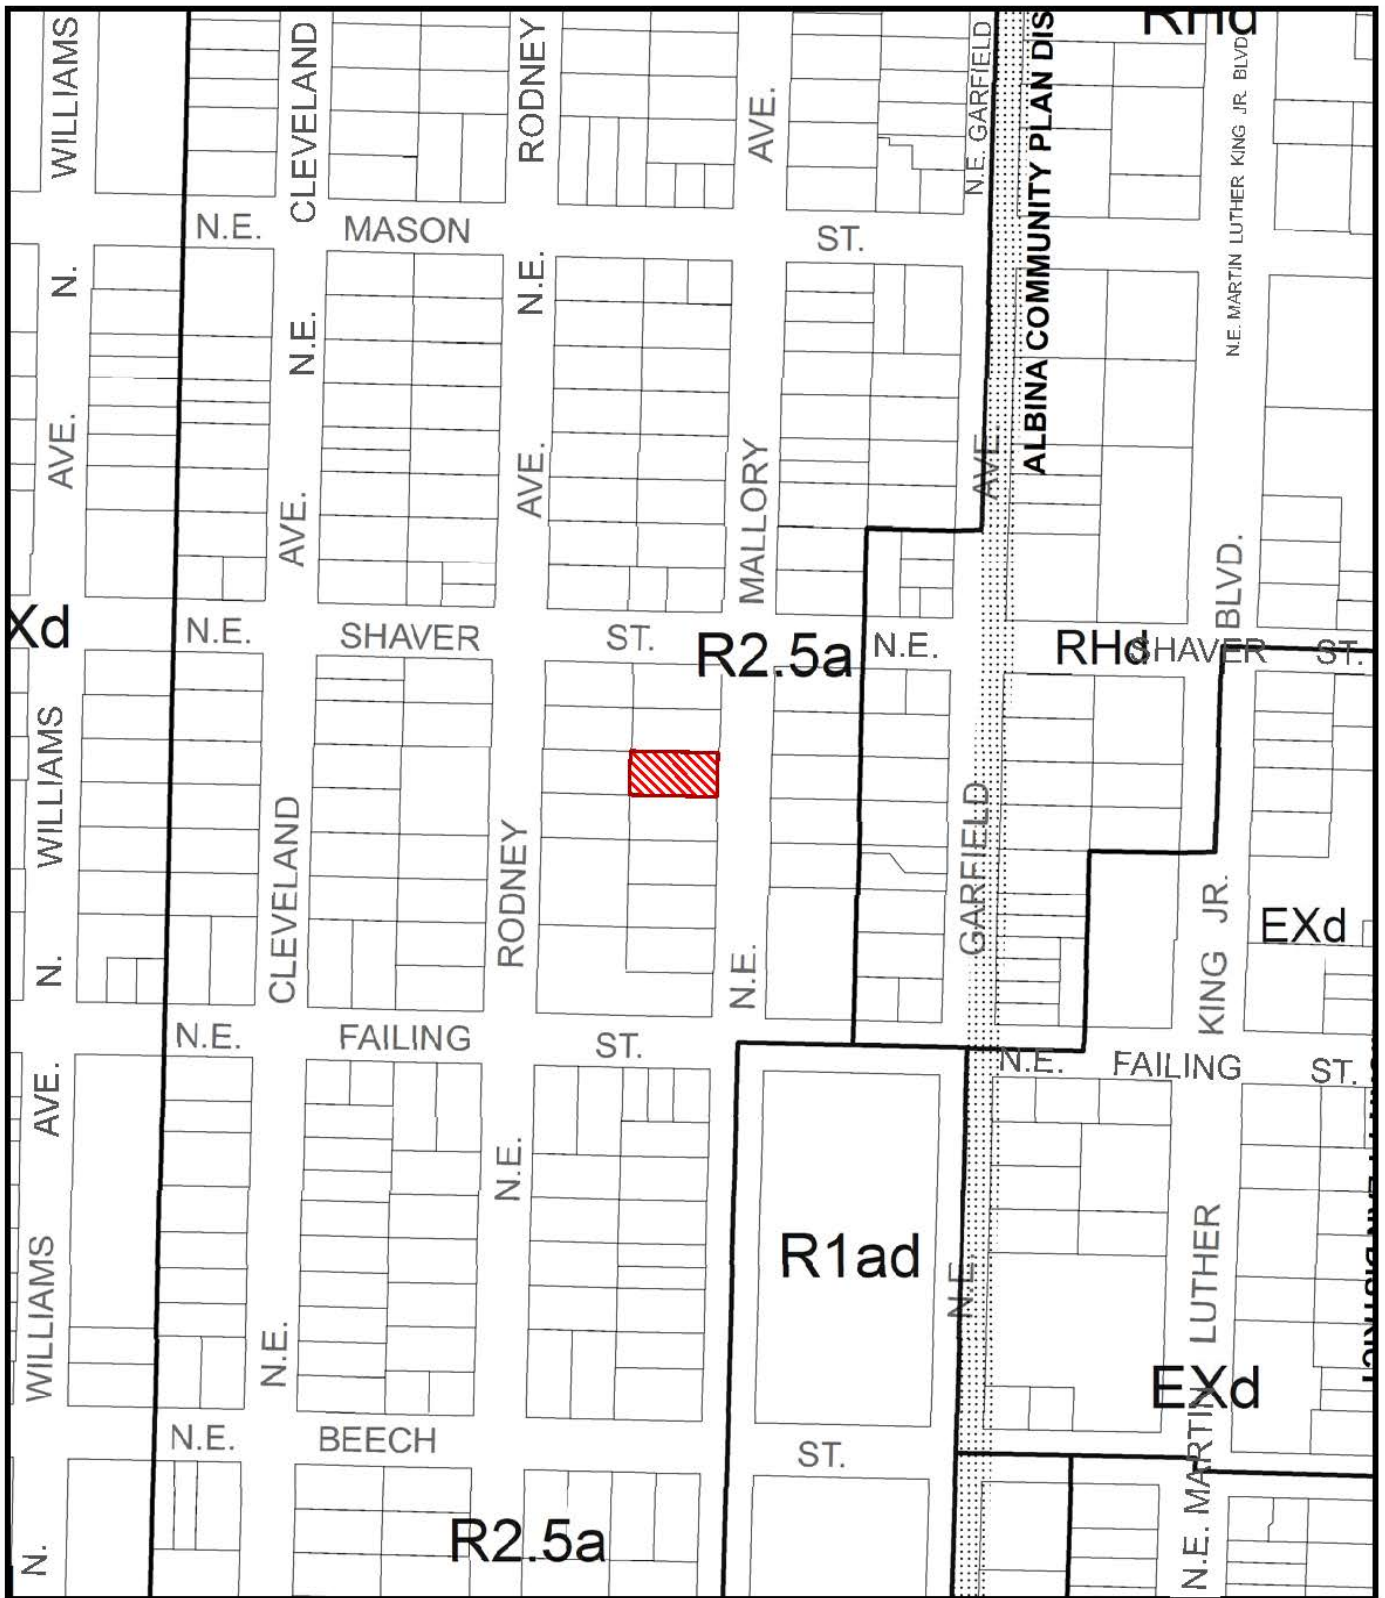 WILLIAMS
CLEVELAND
RODNEY
AVE.
N.E. GARFIELD
ALBINA COMMUNITY PLAN DIS
RHd
N.E. MARTIN LUTHER KING JR. BLVD
N.E. MASON ST.
N.
N.E.
N.E.
AVE.
AVE.
AVE.
MALLORY
AVE.
BLVD.
Xd
N.E. SHAVER ST.
R2.5a
N.E.
RHd
SHAVER ST.
WILLIAMS
CLEVELAND
RODNEY
GARFIELD
N.
N.E.
KING JR.
EXd
N.E. FAILING ST.
N.E. FAILING ST.
AVE.
N.E.
R1ad
N.E.
LUTHER
WILLIAMS
N.E.
EXd
N.E. BEECH ST.
N.
R2.5a
N.E. MARTIN